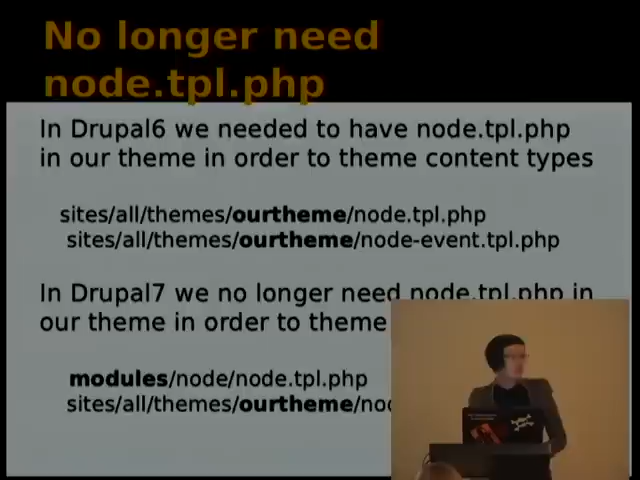 No longer need
node.tpl.php
In Drupal6 we needed to have node.tpl.php
in our theme in order to theme content types
sites/all/themes/ourtheme/node.tpl.php
sites/all/themes/ourtheme/node-event.tpl.php
In Drupal7 we no longer need node.tpl.php in
our theme in order to theme
modules/node/node.tpl.php
sites/all/themes/ourtheme/no